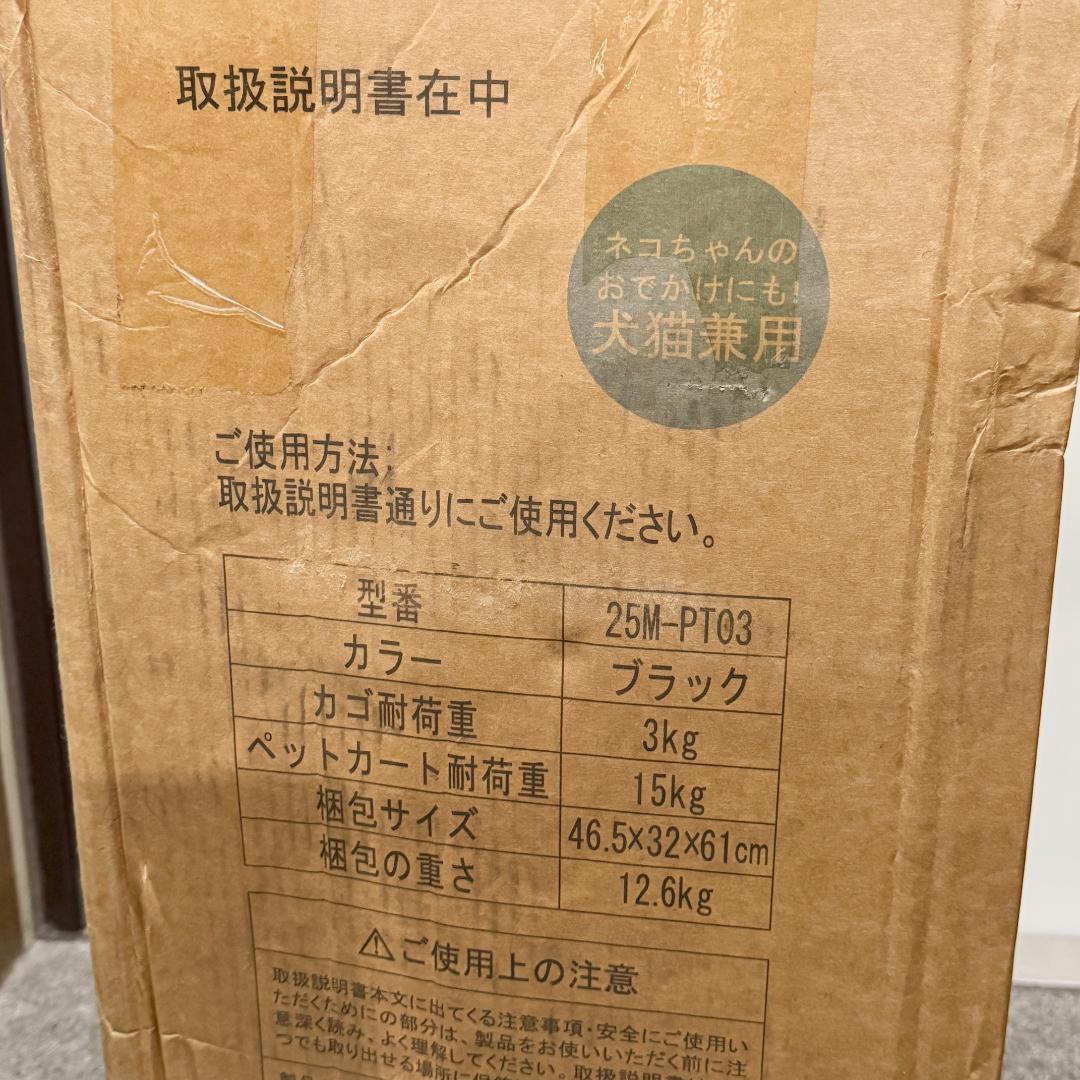 取扱説明書在中
ネコちゃんの
おでかけにも!
犬猫兼用
ご使用方法:
取扱説明書通りにご使用ください。
型番 25M-PT03
カラー ブラック
カゴ耐荷重 3kg
ペットカート耐荷重 15kg
梱包サイズ 46.5×32×61cm
梱包の重さ 12.6kg
⚠ご使用上の注意
取扱説明書本文に出てくる注意事項・安全にご使用い
ただくためにの部分は、製品をお使いいただく前に注
意深く読み、よく理解してください。取扱説明書は
つでも取り出せる場所に保